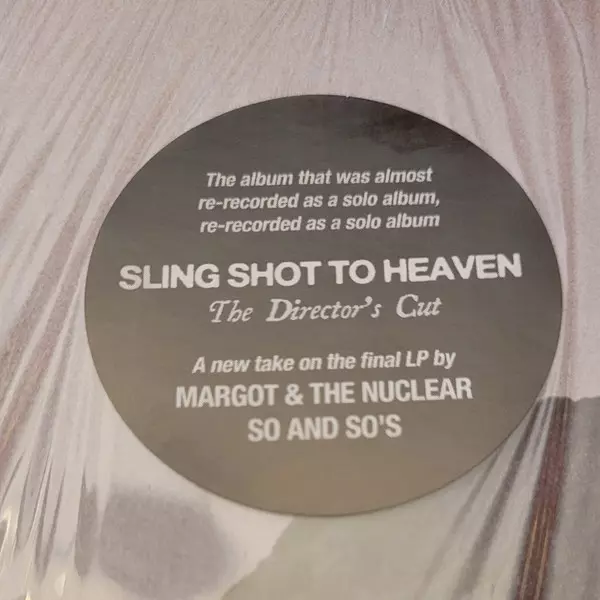 The album that was almost
re-recorded as a solo album,
re-recorded as a solo album
SLING SHOT TO HEAVEN
The Director's Cut
A new take on the final LP by
MARGOT & THE NUCLEAR
SO AND SO'S